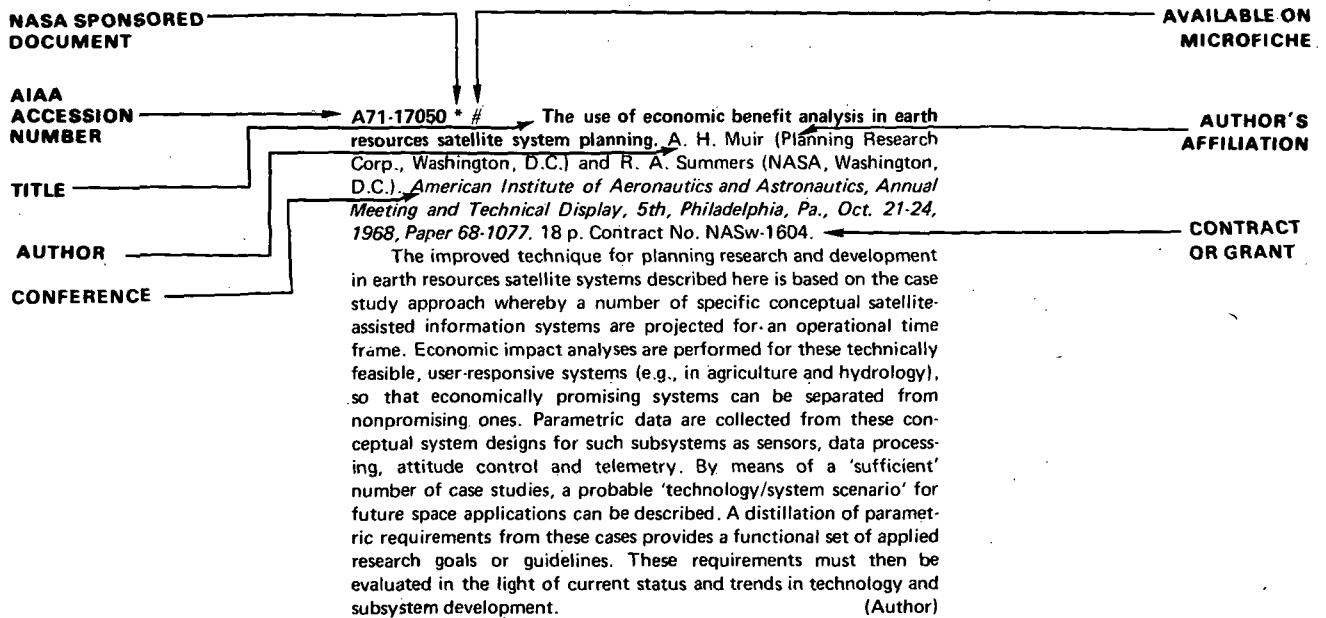 NASA SPONSORED
DOCUMENT
AVAILABLE ON
MICROFICHE
AIAA
ACCESSION
NUMBER
TITLE
AUTHOR
CONFERENCE
AUTHOR'S
AFFILIATION
CONTRACT
OR GRANT
A71-17050 * # The use of economic benefit analysis in earth
resources satellite system planning. A. H. Muir (Planning Research
Corp., Washington, D.C.) and R. A. Summers (NASA, Washington,
D.C.). American Institute of Aeronautics and Astronautics, Annual
Meeting and Technical Display, 5th, Philadelphia, Pa., Oct. 21-24,
1968, Paper 68-1077. 18 p. Contract No. NASw-1604.
The improved technique for planning research and development
in earth resources satellite systems described here is based on the case
study approach whereby a number of specific conceptual satellite-
assisted information systems are projected for an operational time
frame. Economic impact analyses are performed for these technically
feasible, user-responsive systems (e.g., in agriculture and hydrology),
so that economically promising systems can be separated from
nonpromising ones. Parametric data are collected from these con-
ceptual system designs for such subsystems as sensors, data process-
ing, attitude control and telemetry. By means of a 'sufficient'
number of case studies, a probable 'technology/system scenario' for
future space applications can be described. A distillation of paramet-
ric requirements from these cases provides a functional set of applied
research goals or guidelines. These requirements must then be
evaluated in the light of current status and trends in technology and
subsystem development. (Author)